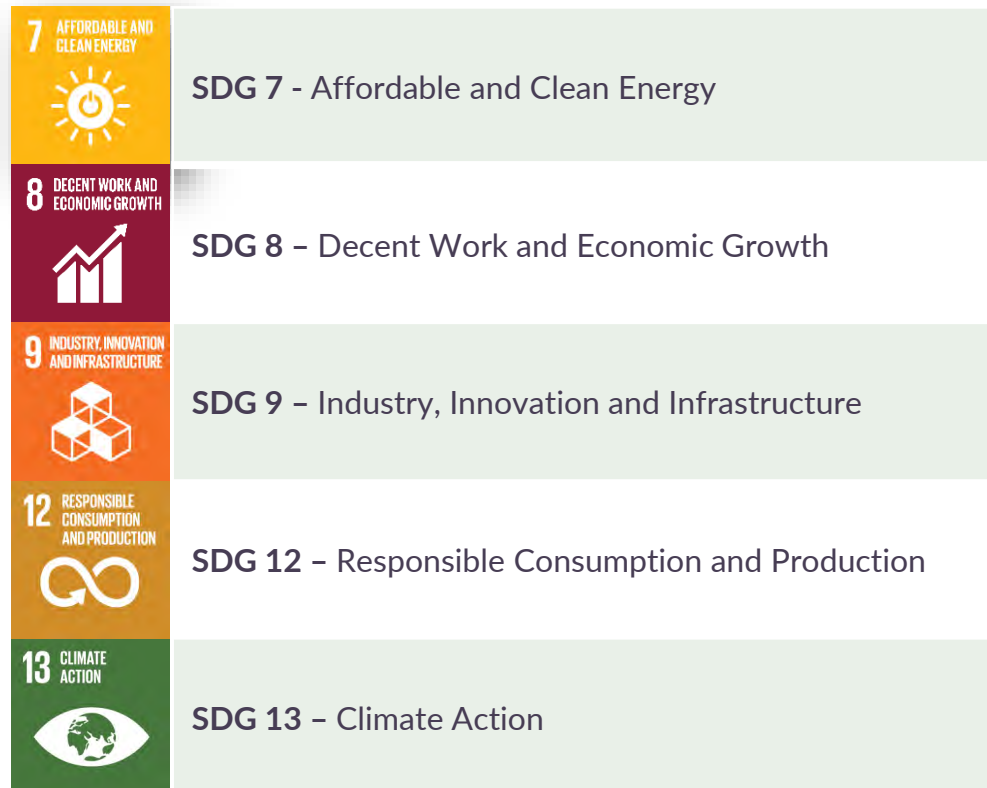 7 AFFORDABLE AND
CLEAN ENERGY
SDG 7 - Affordable and Clean Energy
8 DECENT WORK AND
ECONOMIC GROWTH
SDG 8 – Decent Work and Economic Growth
9 INDUSTRY, INNOVATION
AND INFRASTRUCTURE
SDG 9 – Industry, Innovation and Infrastructure
12 RESPONSIBLE
CONSUMPTION
AND PRODUCTION
SDG 12 – Responsible Consumption and Production
13 CLIMATE
ACTION
SDG 13 – Climate Action